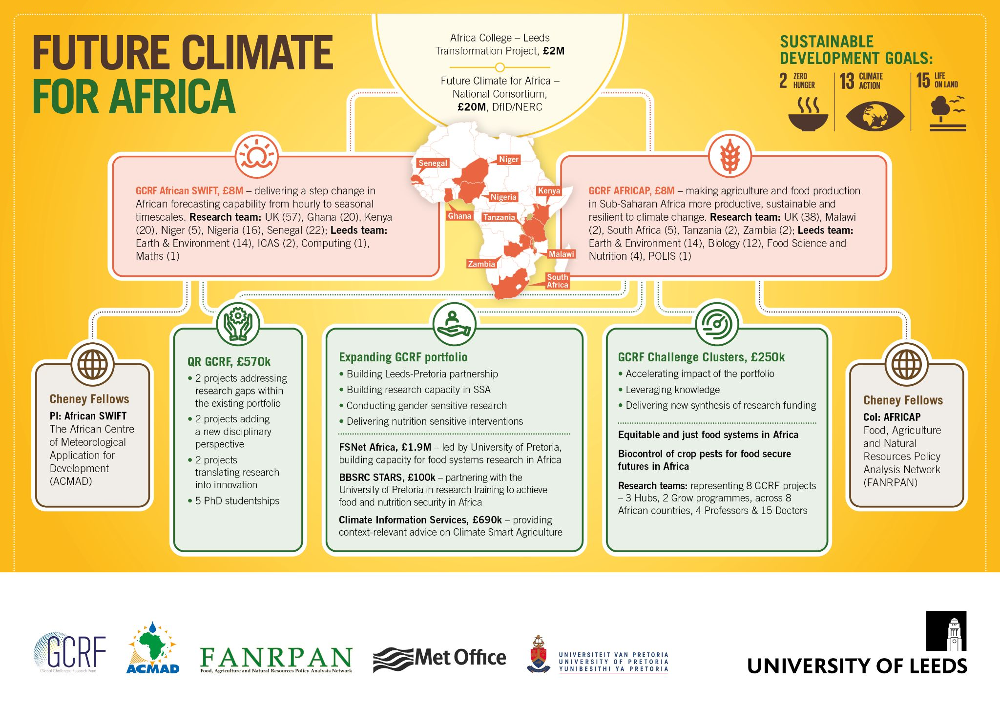 FUTURE CLIMATE
FOR AFRICA
Africa College – Leeds
Transformation Project, £2M
Future Climate for Africa –
National Consortium,
£20M, DfID/NERC
SUSTAINABLE
DEVELOPMENT GOALS:
2 ZERO
HUNGER
13 CLIMATE
ACTION
15 LIFE
ON LAND
GCRF African SWIFT, £8M – delivering a step change in
African forecasting capability from hourly to seasonal
timescales. Research team: UK (57), Ghana (20), Kenya
(20), Niger (5), Nigeria (16), Senegal (22); Leeds team:
Earth & Environment (14), ICAS (2), Computing (1),
Maths (1)
Senegal
Niger
Kenya
Nigeria
Ghana
Tanzania
Malawi
Zambia
South
Africa
GCRF AFRICAP, £8M – making agriculture and food production
in Sub-Saharan Africa more productive, sustainable and
resilient to climate change. Research team: UK (38), Malawi
(2), South Africa (5), Tanzania (2), Zambia (2); Leeds team:
Earth & Environment (14), Biology (12), Food Science and
Nutrition (4), POLIS (1)
Cheney Fellows
PI: African SWIFT
The African Centre
of Meteorological
Application for
Development
(ACMAD)
QR GCRF, £570k
• 2 projects addressing
research gaps within
the existing portfolio
• 2 projects adding
a new disciplinary
perspective
• 2 projects
translating research
into innovation
• 5 PhD studentships
Expanding GCRF portfolio
• Building Leeds-Pretoria partnership
• Building research capacity in SSA
• Conducting gender sensitive research
• Delivering nutrition sensitive interventions
FSNet Africa, £1.9M – led by University of Pretoria,
building capacity for food systems research in Africa
BBSRC STARS, £100k – partnering with the
University of Pretoria in research training to achieve
food and nutrition security in Africa
Climate Information Services, £690k – providing
context-relevant advice on Climate Smart Agriculture
GCRF Challenge Clusters, £250k
• Accelerating impact of the portfolio
• Leveraging knowledge
• Delivering new synthesis of research funding
Equitable and just food systems in Africa
Biocontrol of crop pests for food secure
futures in Africa
Research teams: representing 8 GCRF projects
– 3 Hubs, 2 Grow programmes, across 8
African countries, 4 Professors & 15 Doctors
Cheney Fellows
CoI: AFRICAP
Food, Agriculture
and Natural
Resources Policy
Analysis Network
(FANRPAN)
GCRF
Global Challenges Research Fund
ACMAD
FANRPAN
Food, Agriculture and Natural Resources Policy Analysis Network
Met Office
UNIVERSITEIT VAN PRETORIA
UNIVERSITY OF PRETORIA
YUNIBESITHI YA PRETORIA
UNIVERSITY OF LEEDS